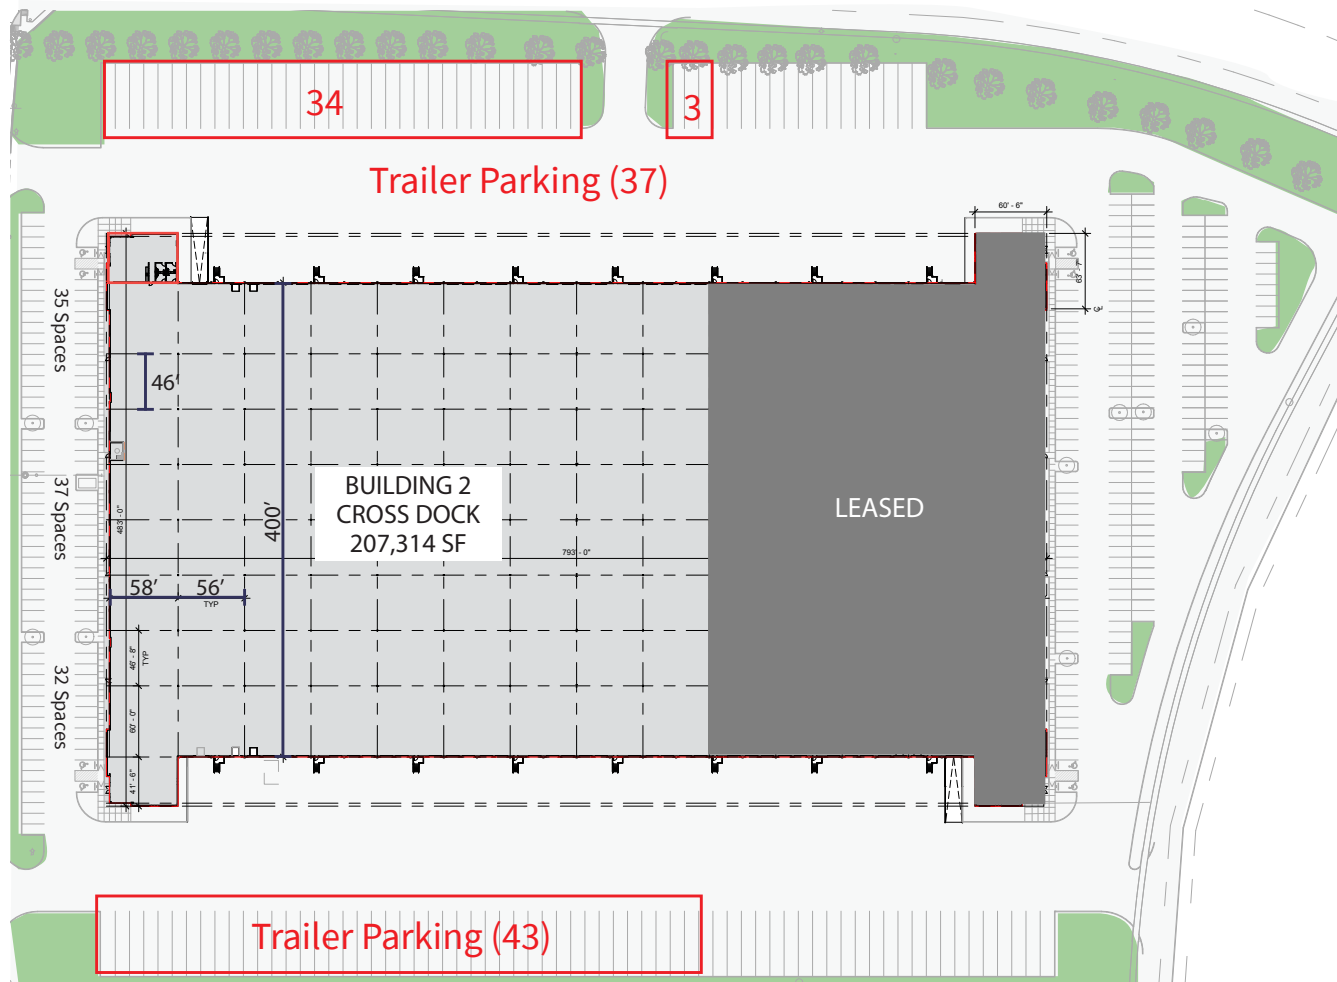 34
3
Trailer Parking (37)
60' - 6"
63' - 7"
35 Spaces
46'
37 Spaces
483' - 0"
400'
BUILDING 2
CROSS DOCK
207,314 SF
LEASED
793' - 0"
58'
56'
TYP
46' - 8"
TYP
32 Spaces
60' - 0"
41' - 6"
Trailer Parking (43)